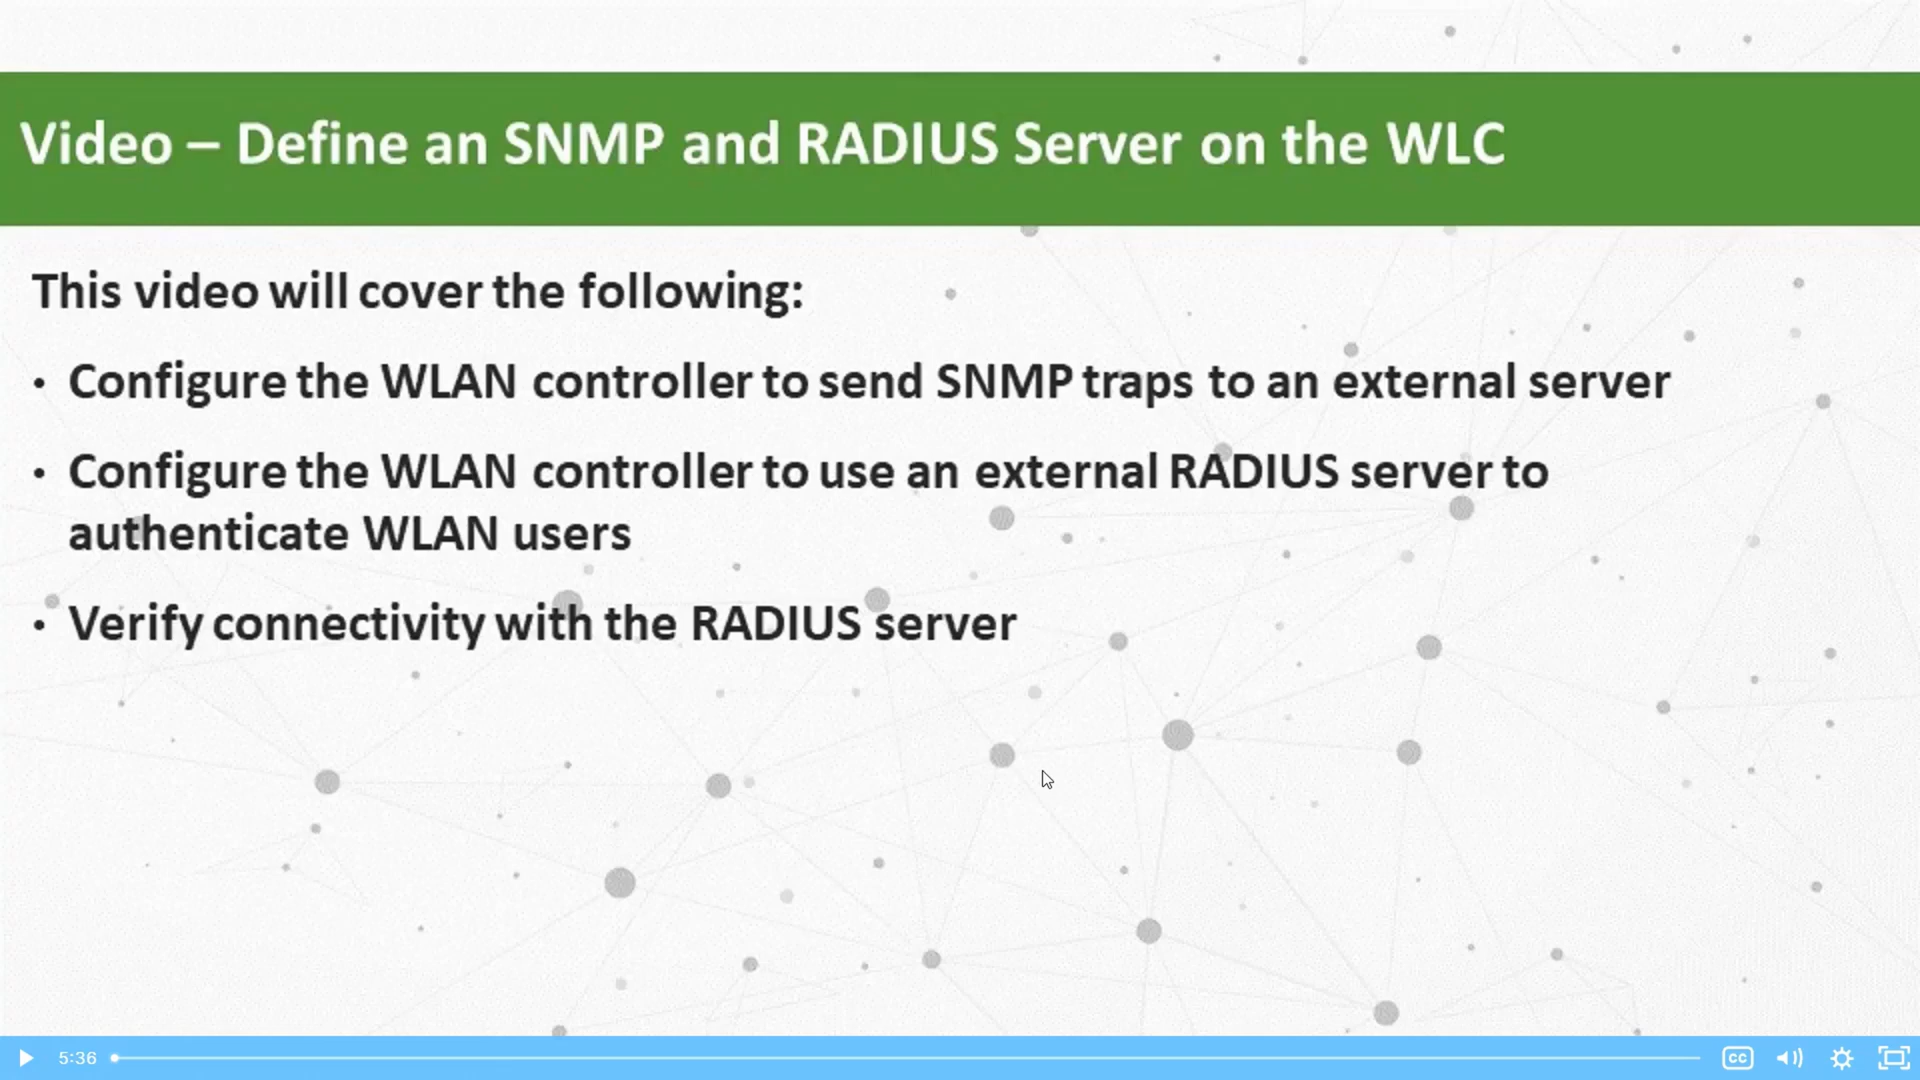 Video – Define an SNMP and RADIUS Server on the WLC
This video will cover the following:
• Configure the WLAN controller to send SNMP traps to an external server
• Configure the WLAN controller to use an external RADIUS server to
authenticate WLAN users
• Verify connectivity with the RADIUS server
5:36
CC